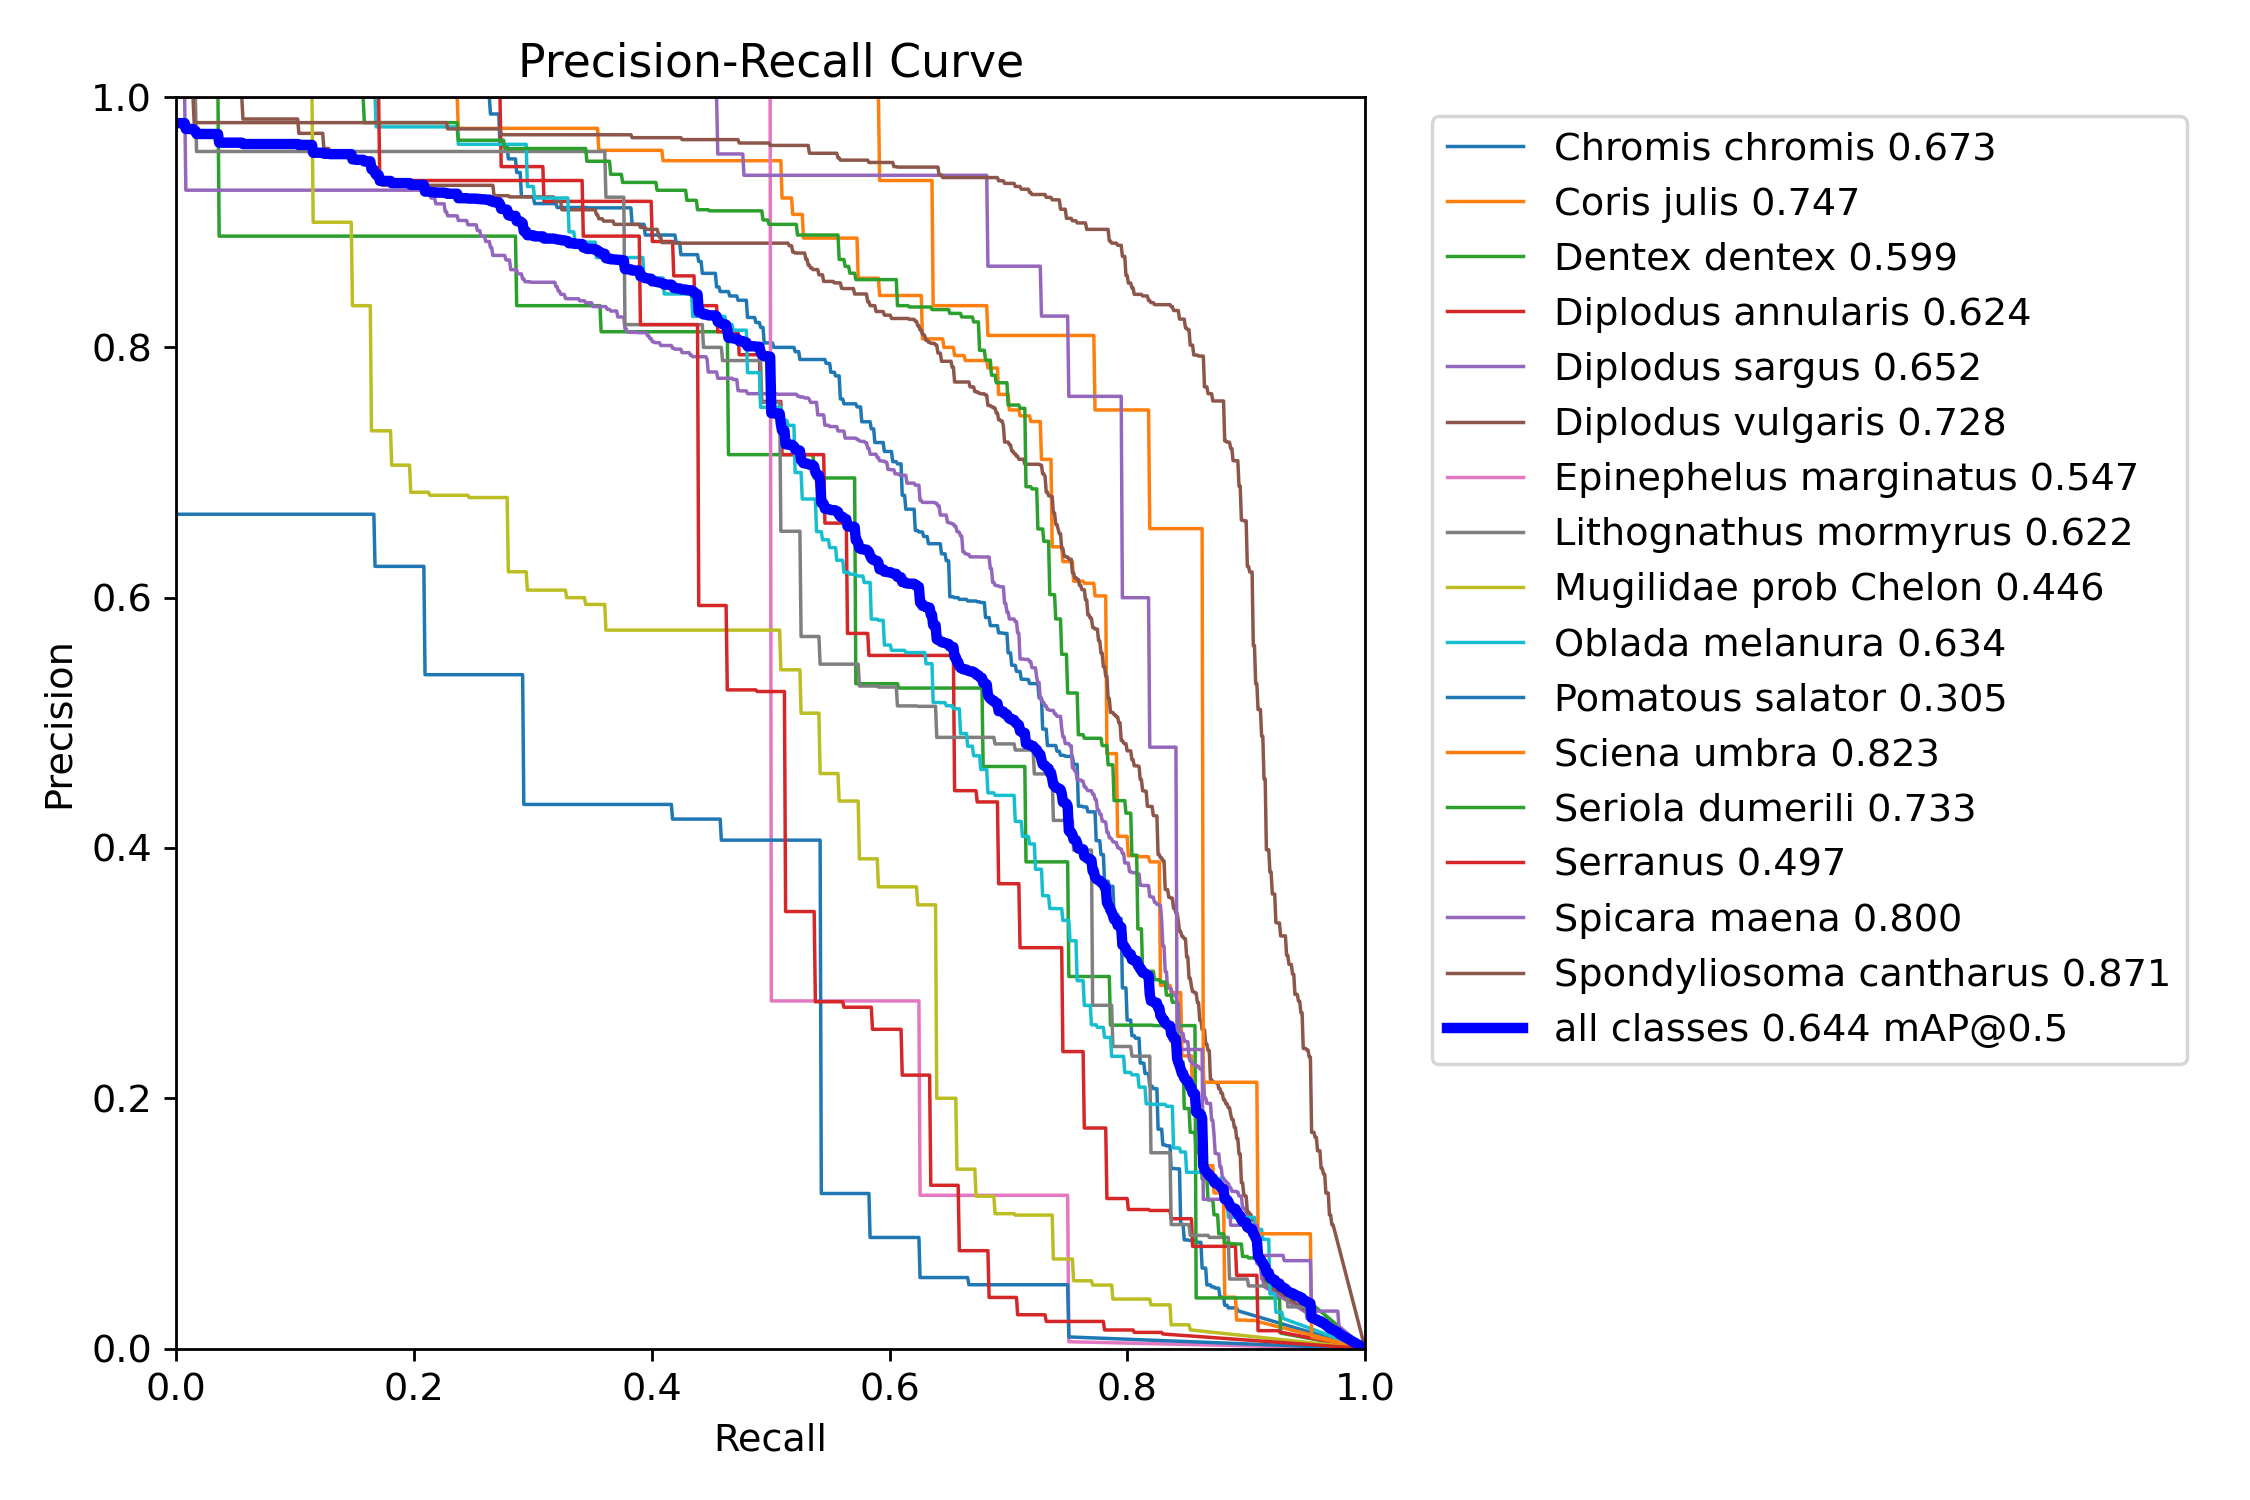 Precision-Recall Curve
1.0
0.8
0.6
0.4
0.2
0.0
Precision
0.0 0.2 0.4 0.6 0.8 1.0
Recall
Chromis chromis 0.673
Coris julis 0.747
Dentex dentex 0.599
Diplodus annularis 0.624
Diplodus sargus 0.652
Diplodus vulgaris 0.728
Epinephelus marginatus 0.547
Lithognathus mormyrus 0.622
Mugilidae prob Chelon 0.446
Oblada melanura 0.634
Pomatous salator 0.305
Sciena umbra 0.823
Seriola dumerili 0.733
Serranus 0.497
Spicara maena 0.800
Spondyliosoma cantharus 0.871
all classes 0.644 mAP@0.5